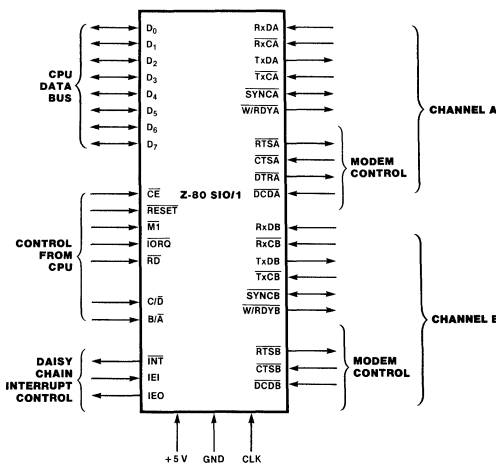 CPU
DATA
BUS
D0
D1
D2
D3
D4
D5
D6
D7
CONTROL
FROM
CPU
CE
RESET
M1
IORQ
RD
C/D
B/A
DAISY
CHAIN
INTERRUPT
CONTROL
INT
IEI
IEO
Z-80 SIO/1
RxDA
RxCA
TxDA
TxCA
SYNCA
W/RDYA
RTSA
CTSA
DTRA
DCDA
MODEM
CONTROL
CHANNEL A
RxDB
RxCB
TxDB
TxCB
SYNCB
W/RDYB
RTSB
CTSB
DCDB
MODEM
CONTROL
CHANNEL B
+5 V GND CLK